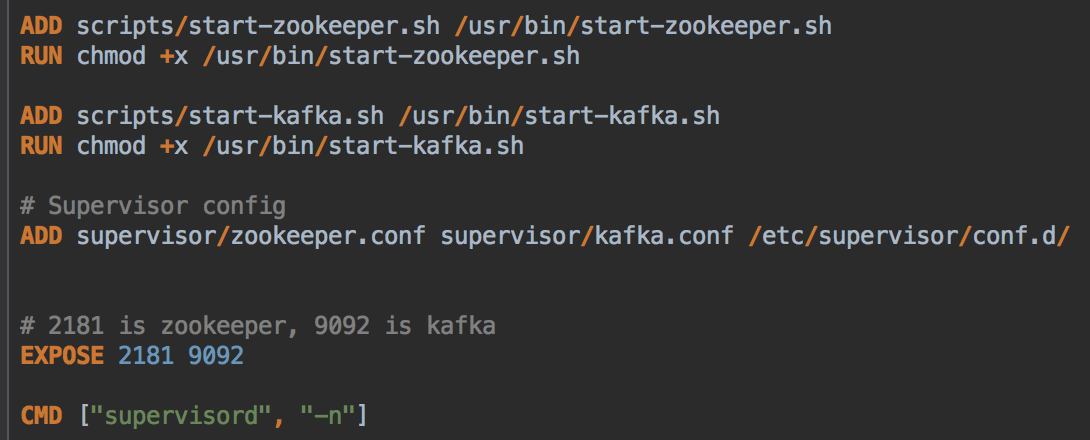 ADD scripts/start-zookeeper.sh /usr/bin/start-zookeeper.sh
RUN chmod +x /usr/bin/start-zookeeper.sh
ADD scripts/start-kafka.sh /usr/bin/start-kafka.sh
RUN chmod +x /usr/bin/start-kafka.sh
# Supervisor config
ADD supervisor/zookeeper.conf supervisor/kafka.conf /etc/supervisor/conf.d/
# 2181 is zookeeper, 9092 is kafka
EXPOSE 2181 9092
CMD ["supervisord", "-n"]